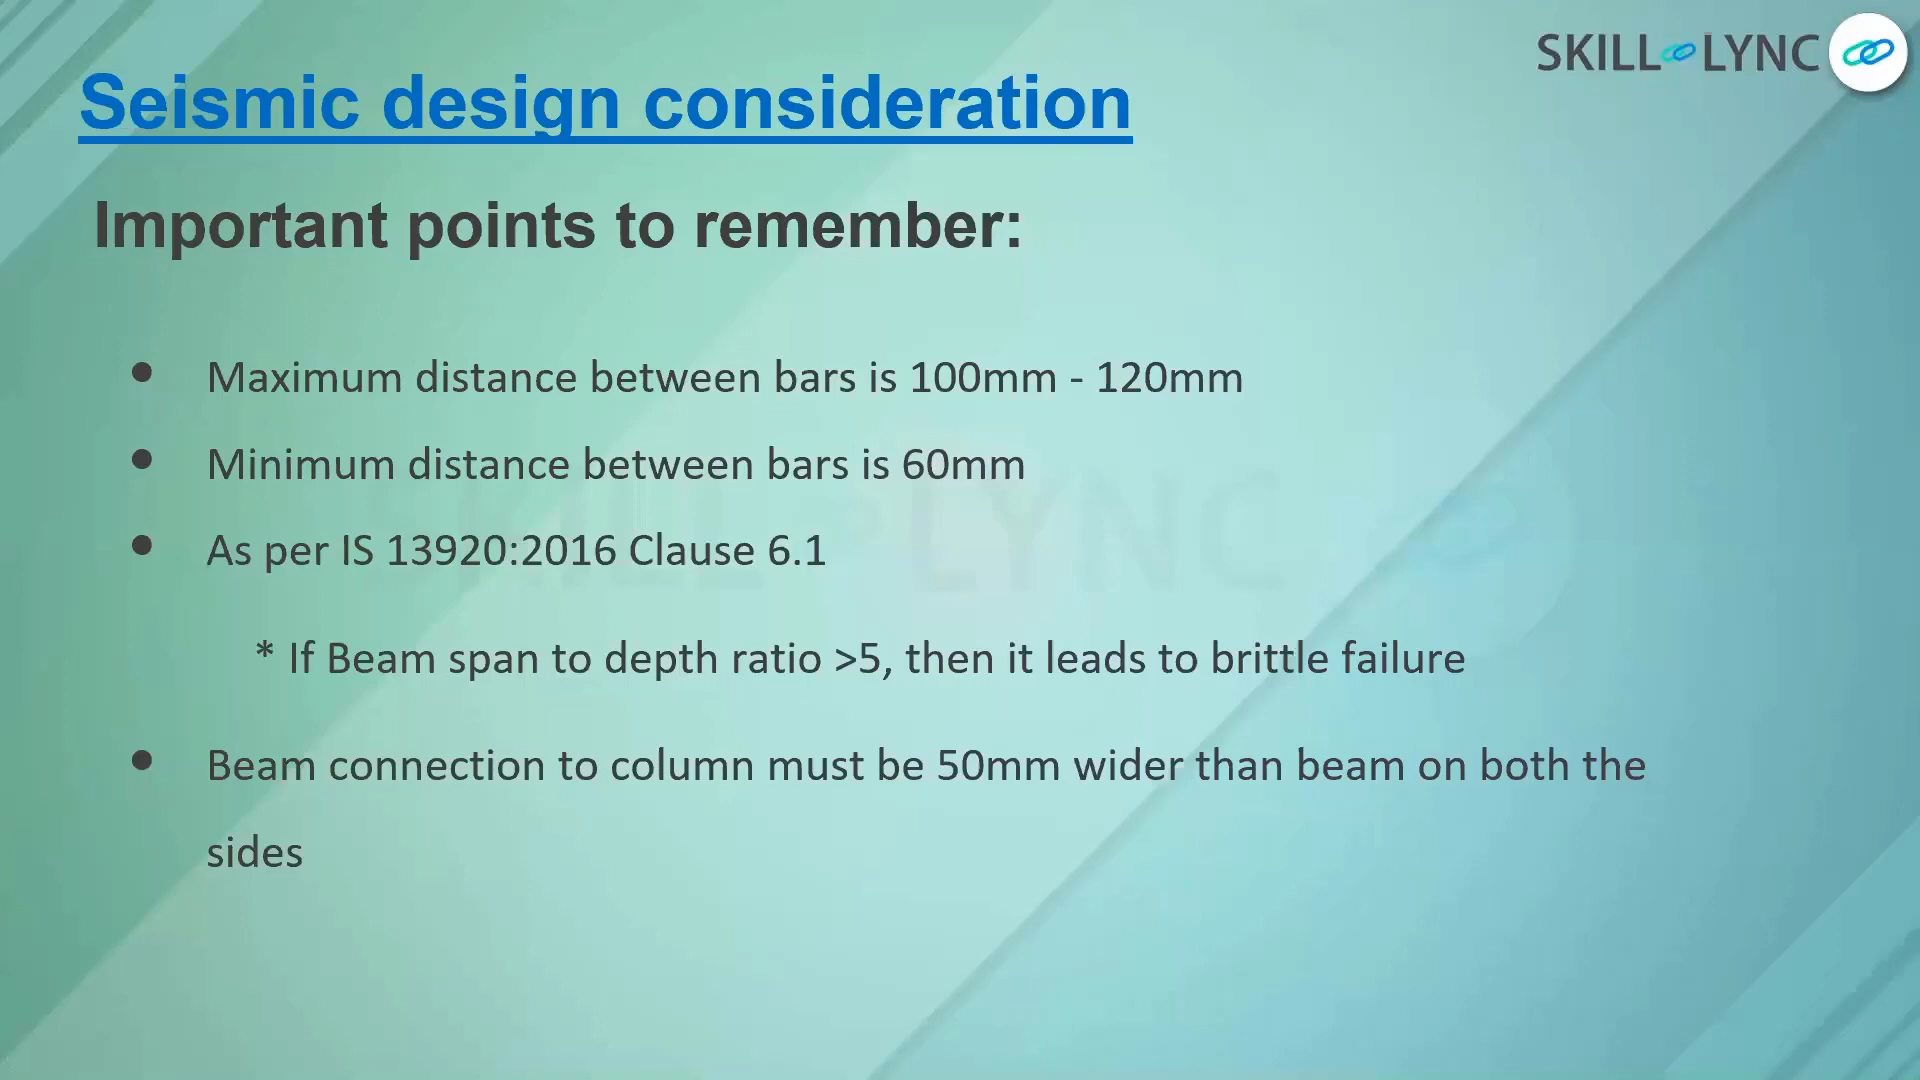 SKILL LYNC
Seismic design consideration
Important points to remember:
● Maximum distance between bars is 100mm - 120mm
● Minimum distance between bars is 60mm
● As per IS 13920:2016 Clause 6.1
* If Beam span to depth ratio >5, then it leads to brittle failure
● Beam connection to column must be 50mm wider than beam on both the
sides
SKILL LYNC